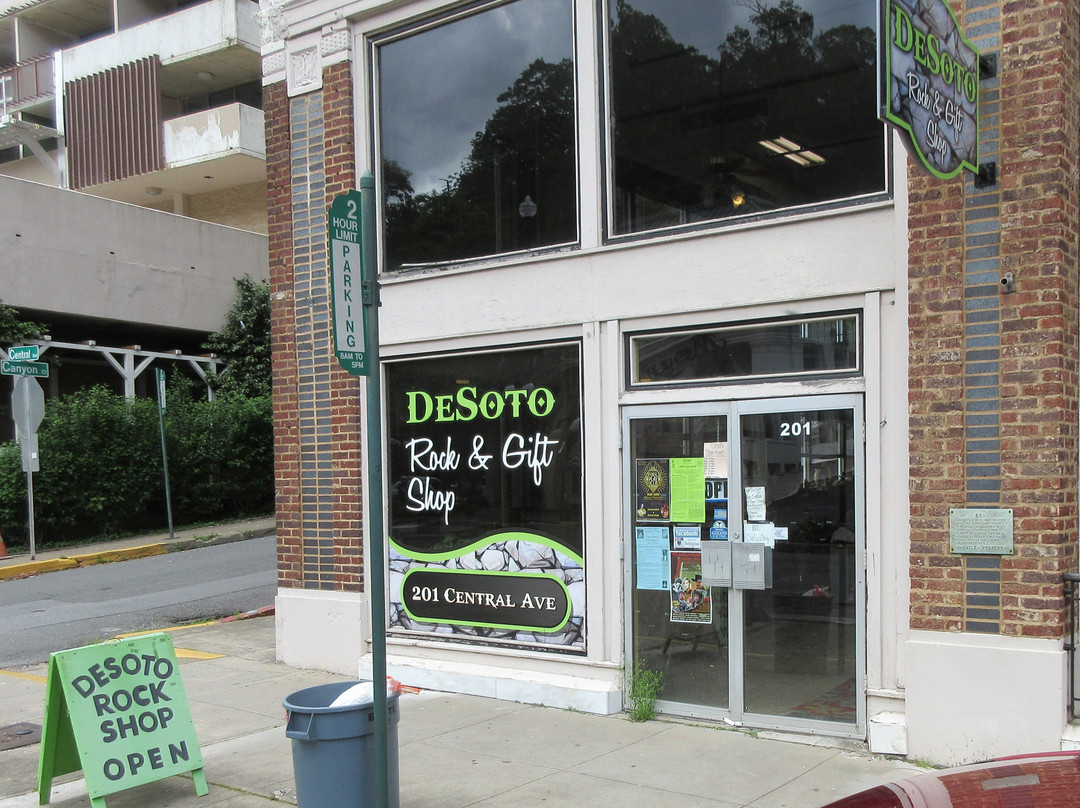 DeSoto
Rock & Gift
Shop
2
HOUR
LIMIT
PARKING
8AM TO
5PM
Central
Canyon
DeSoto
Rock & Gift
Shop
201 Central Ave
201
DESOTO
ROCK
SHOP
OPEN